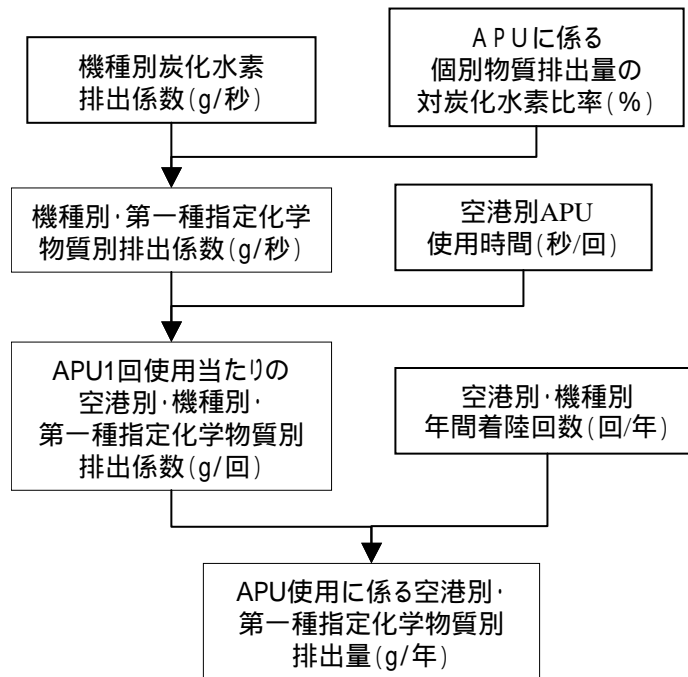 機種別炭化水素
排出係数(g/秒)
APUに係る
個別物質排出量の
対炭化水素比率(%)
機種別・第一種指定化学
物質別排出係数(g/秒)
空港別APU
使用時間(秒/回)
APU1回使用当たりの
空港別・機種別・
第一種指定化学物質別
排出係数(g/回)
空港別・機種別
年間着陸回数(回/年)
APU使用に係る空港別・
第一種指定化学物質別
排出量(g/年)